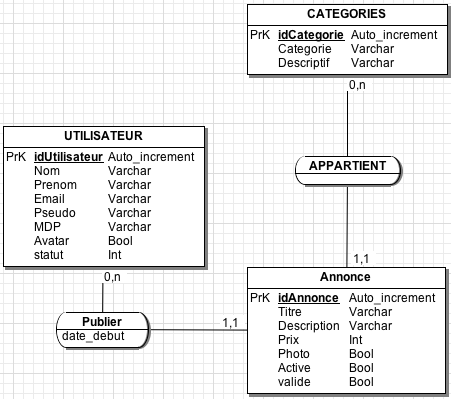 CATEGORIES
PrK idCategorie Auto_increment
Categorie Varchar
Descriptif Varchar
0,n
UTILISATEUR
PrK idUtilisateur Auto_increment
Nom Varchar
Prenom Varchar
Email Varchar
Pseudo Varchar
MDP Varchar
Avatar Bool
statut Int
APPARTIENT
0,n
1,1
Publier
date_debut
1,1
Annonce
PrK idAnnonce Auto_increment
Titre Varchar
Description Varchar
Prix Int
Photo Bool
Active Bool
valide Bool